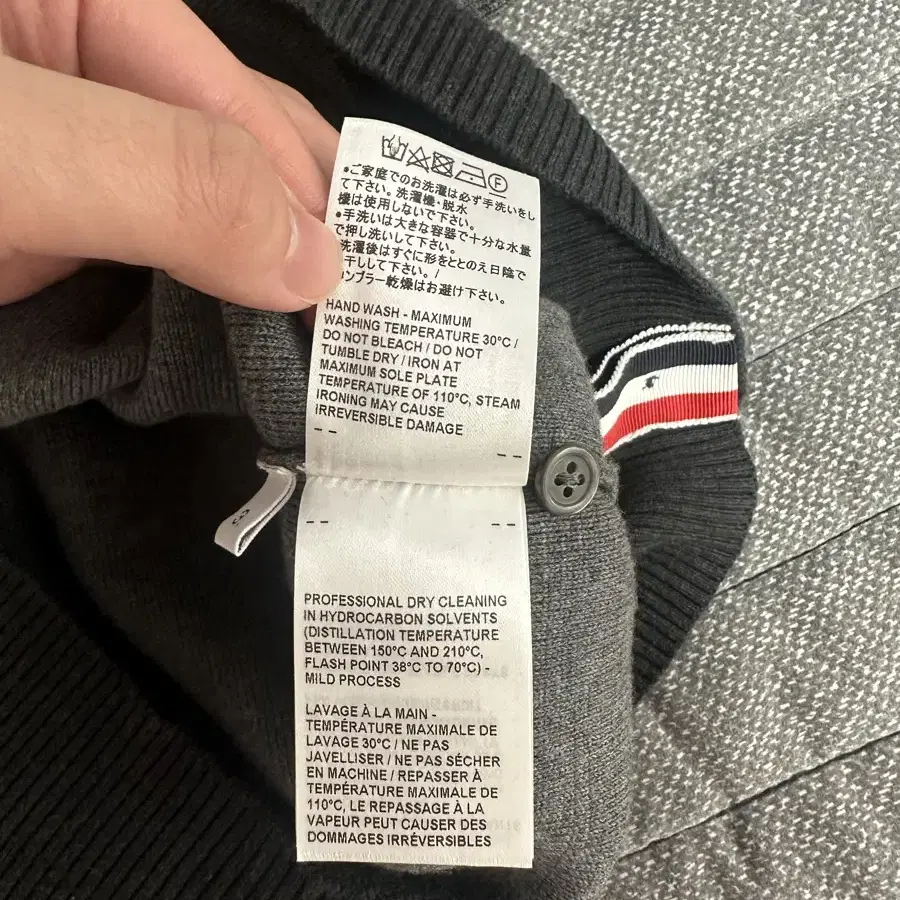 F
•ご家庭でのお洗濯は必ず手洗いをし
て下さい。洗濯機・脱水
機は使用しないで下さい。
•手洗いは大きな容器で十分な水量
で押し洗いして下さい。
洗濯後はすぐに形をととのえ日陰で
干しして下さい。/
ンブラー乾燥はお避け下さい。
HAND WASH - MAXIMUM
WASHING TEMPERATURE 30°C /
DO NOT BLEACH / DO NOT
TUMBLE DRY / IRON AT
MAXIMUM SOLE PLATE
TEMPERATURE OF 110°C, STEAM
IRONING MAY CAUSE
IRREVERSIBLE DAMAGE
PROFESSIONAL DRY CLEANING
IN HYDROCARBON SOLVENTS
(DISTILLATION TEMPERATURE
BETWEEN 150°C AND 210°C,
FLASH POINT 38°C TO 70°C) -
MILD PROCESS
LAVAGE À LA MAIN -
TEMPÉRATURE MAXIMALE DE
LAVAGE 30°C / NE PAS
JAVELLISER / NE PAS SÉCHER
EN MACHINE / REPASSER À
TEMPÉRATURE MAXIMALE DE
110°C, LE REPASSAGE À LA
VAPEUR PEUT CAUSER DES
DOMMAGES IRRÉVERSIBLES